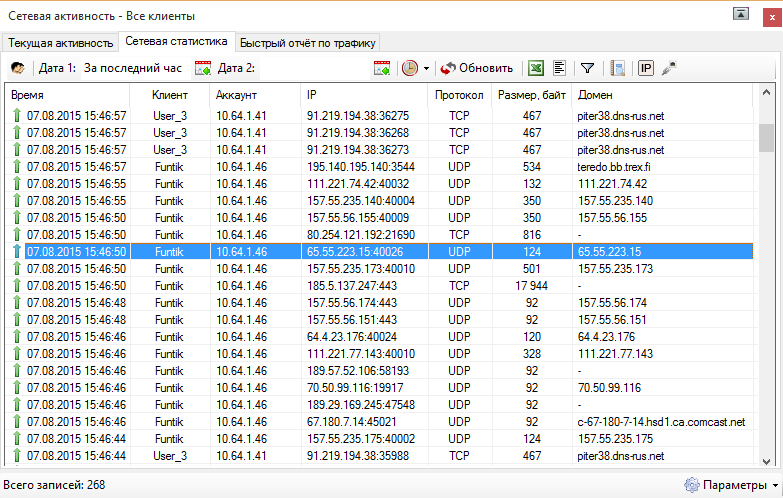 Сетевая активность - Все клиенты
Текущая активность Сетевая статистика Быстрый отчёт по трафику
Дата 1: За последний час Дата 2: Обновить IP
Время Клиент Аккаунт IP Протокол Размер, байт Домен
07.08.2015 15:46:57 User_3 10.64.1.41 91.219.194.38:36275 TCP 467 piter38.dns-rus.net
07.08.2015 15:46:57 User_3 10.64.1.41 91.219.194.38:36268 TCP 467 piter38.dns-rus.net
07.08.2015 15:46:57 User_3 10.64.1.41 91.219.194.38:36273 TCP 467 piter38.dns-rus.net
07.08.2015 15:46:57 Funtik 10.64.1.46 195.140.195.140:3544 UDP 534 teredo.bb.trex.fi
07.08.2015 15:46:55 Funtik 10.64.1.46 111.221.74.42:40032 UDP 132 111.221.74.42
07.08.2015 15:46:55 Funtik 10.64.1.46 157.55.235.140:40004 UDP 350 157.55.235.140
07.08.2015 15:46:50 Funtik 10.64.1.46 157.55.56.155:40009 UDP 350 157.55.56.155
07.08.2015 15:46:50 Funtik 10.64.1.46 80.254.121.192:21690 TCP 816 -
07.08.2015 15:46:50 Funtik 10.64.1.46 65.55.223.15:40026 UDP 124 65.55.223.15
07.08.2015 15:46:50 Funtik 10.64.1.46 157.55.235.173:40010 UDP 501 157.55.235.173
07.08.2015 15:46:50 Funtik 10.64.1.46 185.5.137.247:443 TCP 17 944 -
07.08.2015 15:46:48 Funtik 10.64.1.46 157.55.56.174:443 UDP 92 157.55.56.174
07.08.2015 15:46:48 Funtik 10.64.1.46 157.55.56.151:443 UDP 92 157.55.56.151
07.08.2015 15:46:46 Funtik 10.64.1.46 64.4.23.176:40024 UDP 120 64.4.23.176
07.08.2015 15:46:46 Funtik 10.64.1.46 111.221.77.143:40010 UDP 328 111.221.77.143
07.08.2015 15:46:46 Funtik 10.64.1.46 189.57.52.106:58193 UDP 92 -
07.08.2015 15:46:46 Funtik 10.64.1.46 70.50.99.116:19917 UDP 92 70.50.99.116
07.08.2015 15:46:46 Funtik 10.64.1.46 189.29.169.245:47548 UDP 92 -
07.08.2015 15:46:46 Funtik 10.64.1.46 67.180.7.14:45021 UDP 92 c-67-180-7-14.hsd1.ca.comcast.net
07.08.2015 15:46:44 Funtik 10.64.1.46 157.55.235.175:40002 UDP 124 157.55.235.175
07.08.2015 15:46:44 User_3 10.64.1.41 91.219.194.38:35988 TCP 467 piter38.dns-rus.net
Всего записей: 268 Параметры